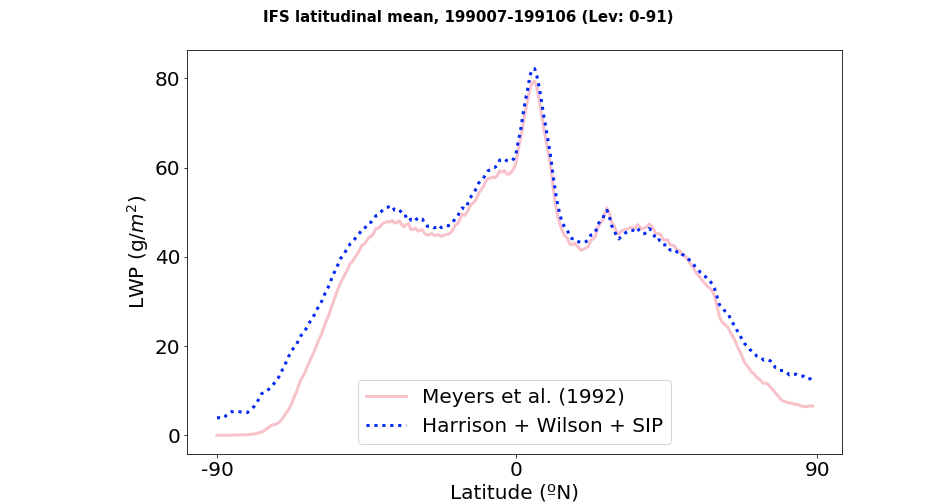 IFS latitudinal mean, 199007-199106 (Lev: 0-91)
LWP (g/m²)
80
60
40
20
0
Meyers et al. (1992)
Harrison + Wilson + SIP
-90 0 90
Latitude (ºN)